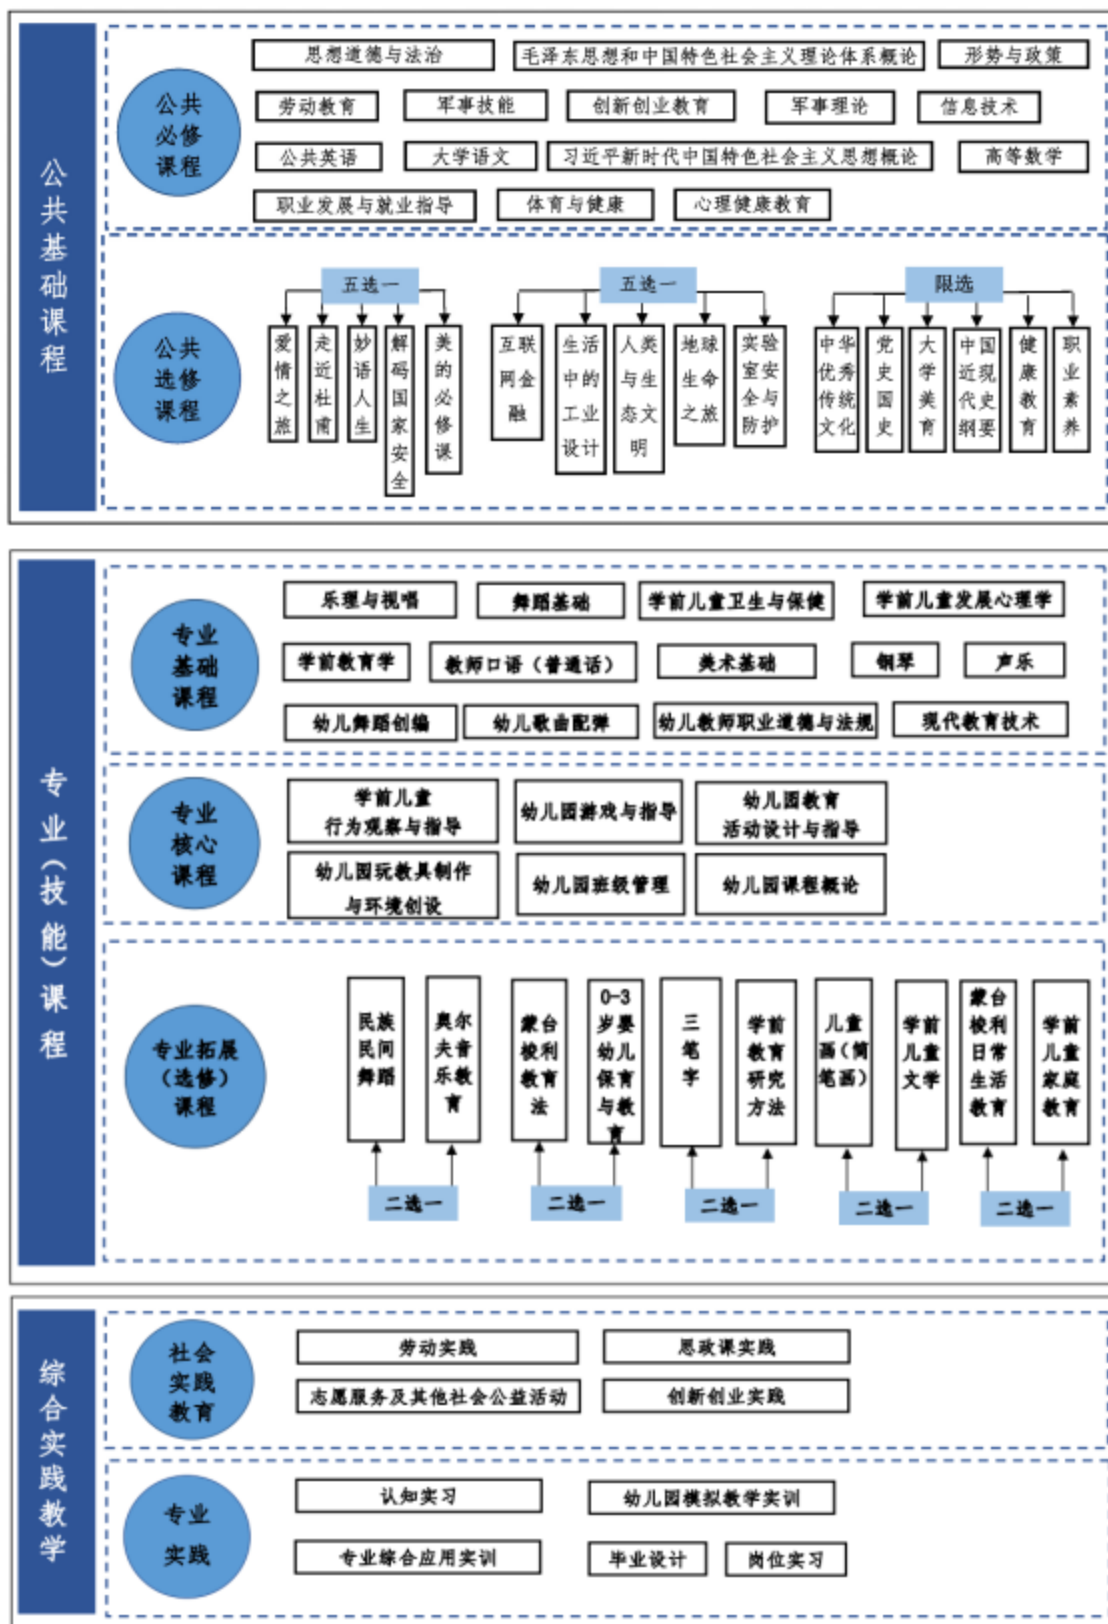 公共基础课程
公共
必修
课程
思想道德与法治
毛泽东思想和中国特色社会主义理论体系概论
形势与政策
劳动教育
军事技能
创新创业教育
军事理论
信息技术
公共英语
大学语文
习近平新时代中国特色社会主义思想概论
高等数学
职业发展与就业指导
体育与健康
心理健康教育
公共
选修
课程
五选一
爱情之旅
走近杜甫
妙语人生
解码国家安全
美的必修课
五选一
互联
网金
融
生活
中的
工业
设计
人类
与生
态文
明
地球
生命
之旅
实验
室安
全与
防护
限选
中华
优秀
传统
文化
党史国史
大学美育
中国
近现
代史
纲要
健康教育
职业素养
专业（技能）课程
专业
基础
课程
乐理与视唱
舞蹈基础
学前儿童卫生与保健
学前儿童发展心理学
学前教育学
教师口语（普通话）
美术基础
钢琴
声乐
幼儿舞蹈创编
幼儿歌曲配弹
幼儿教师职业道德与法规
现代教育技术
专业
核心
课程
学前儿童
行为观察与指导
幼儿园游戏与指导
幼儿园教育
活动设计与指导
幼儿园玩教具制作
与环境创设
幼儿园班级管理
幼儿园课程概论
专业拓展
（选修）
课程
民族
民间
舞蹈
奥尔
夫音
乐教
育
二选一
蒙台
梭利
教育
法
0-3
岁婴
幼儿
保育
与教
育
二选一
三笔字
学前
教育
研究
方法
二选一
儿童
画（简
笔画）
学前
儿童
文学
二选一
蒙台
梭利
日常
生活
教育
学前
儿童
家庭
教育
二选一
综合实践教学
社会
实践
教育
劳动实践
思政课实践
志愿服务及其他社会公益活动
创新创业实践
专业
实践
认知实习
幼儿园模拟教学实训
专业综合应用实训
毕业设计
岗位实习